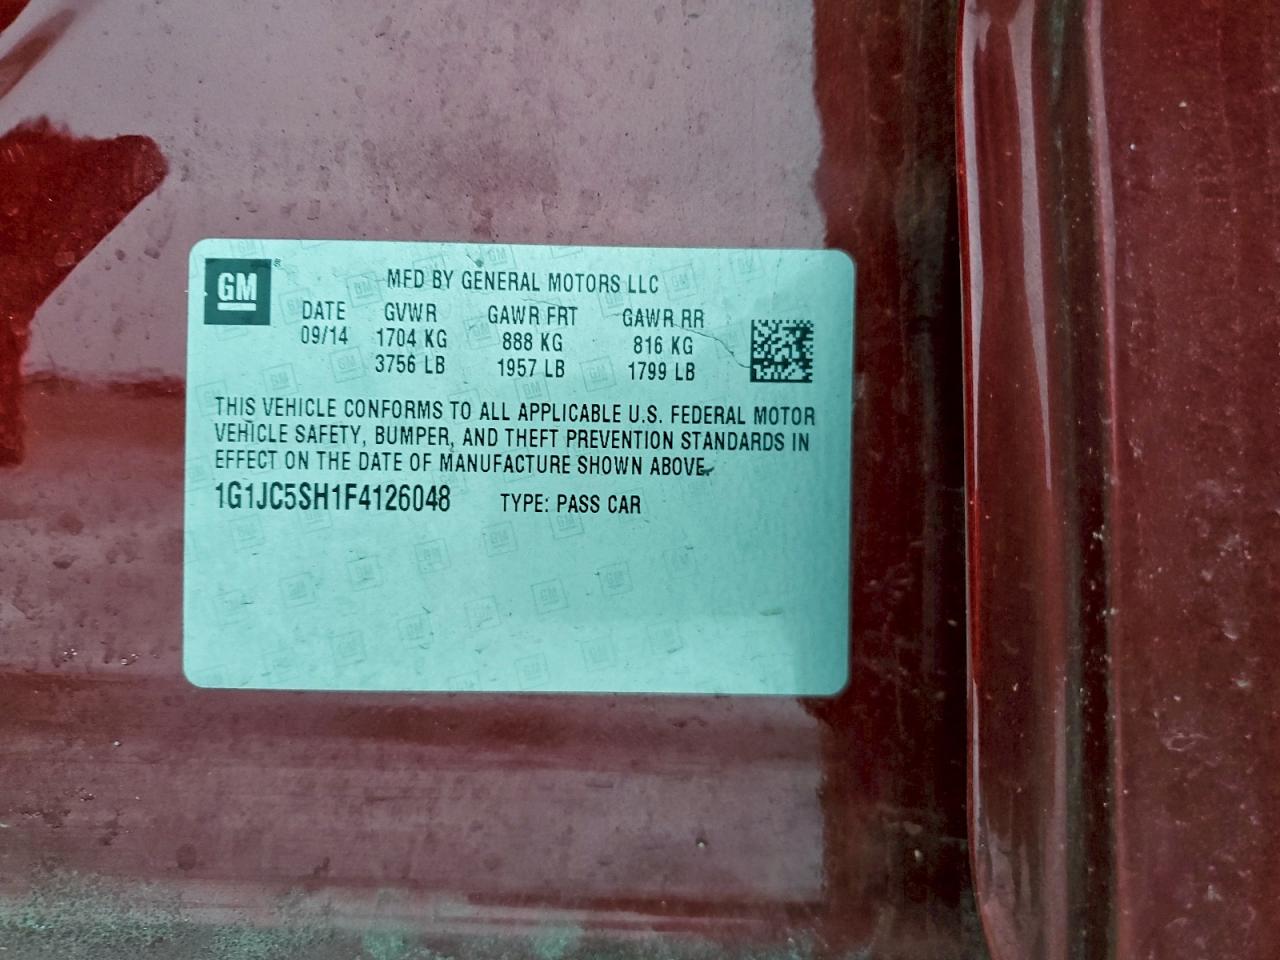 GM® MFD BY GENERAL MOTORS LLC
DATE GVWR GAWR FRT GAWR RR
09/14 1704 KG 888 KG 816 KG
3756 LB 1957 LB 1799 LB
THIS VEHICLE CONFORMS TO ALL APPLICABLE U.S. FEDERAL MOTOR
VEHICLE SAFETY, BUMPER, AND THEFT PREVENTION STANDARDS IN
EFFECT ON THE DATE OF MANUFACTURE SHOWN ABOVE.
1G1JC5SH1F4126048 TYPE: PASS CAR